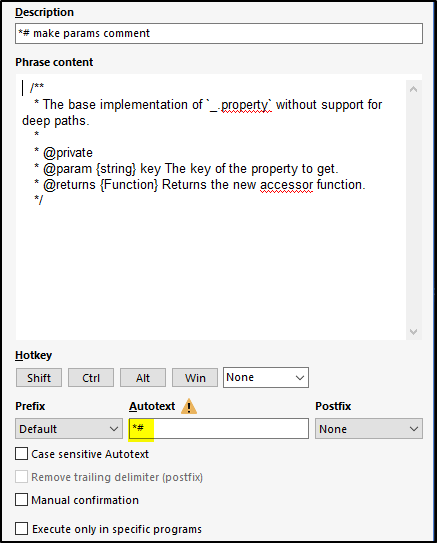 Description
*# make params comment
Phrase content
/**
* The base implementation of `_.property` without support for
deep paths.
*
* @private
* @param {string} key The key of the property to get.
* @returns {Function} Returns the new accessor function.
*/
Hotkey
Shift Ctrl Alt Win None
Prefix Autotext Postfix
Default *# None
Case sensitive Autotext
Remove trailing delimiter (postfix)
Manual confirmation
Execute only in specific programs